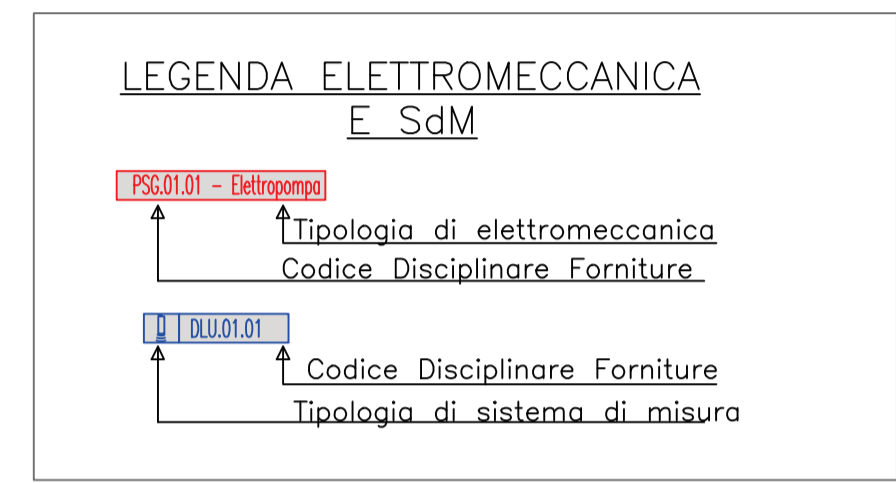 LEGENDA ELETTROMECCANICA
E SdM
PSG.01.01 - Elettropompa
Tipologia di elettromeccanica
Codice Disciplinare Forniture
DLU.01.01
Codice Disciplinare Forniture
Tipologia di sistema di misura